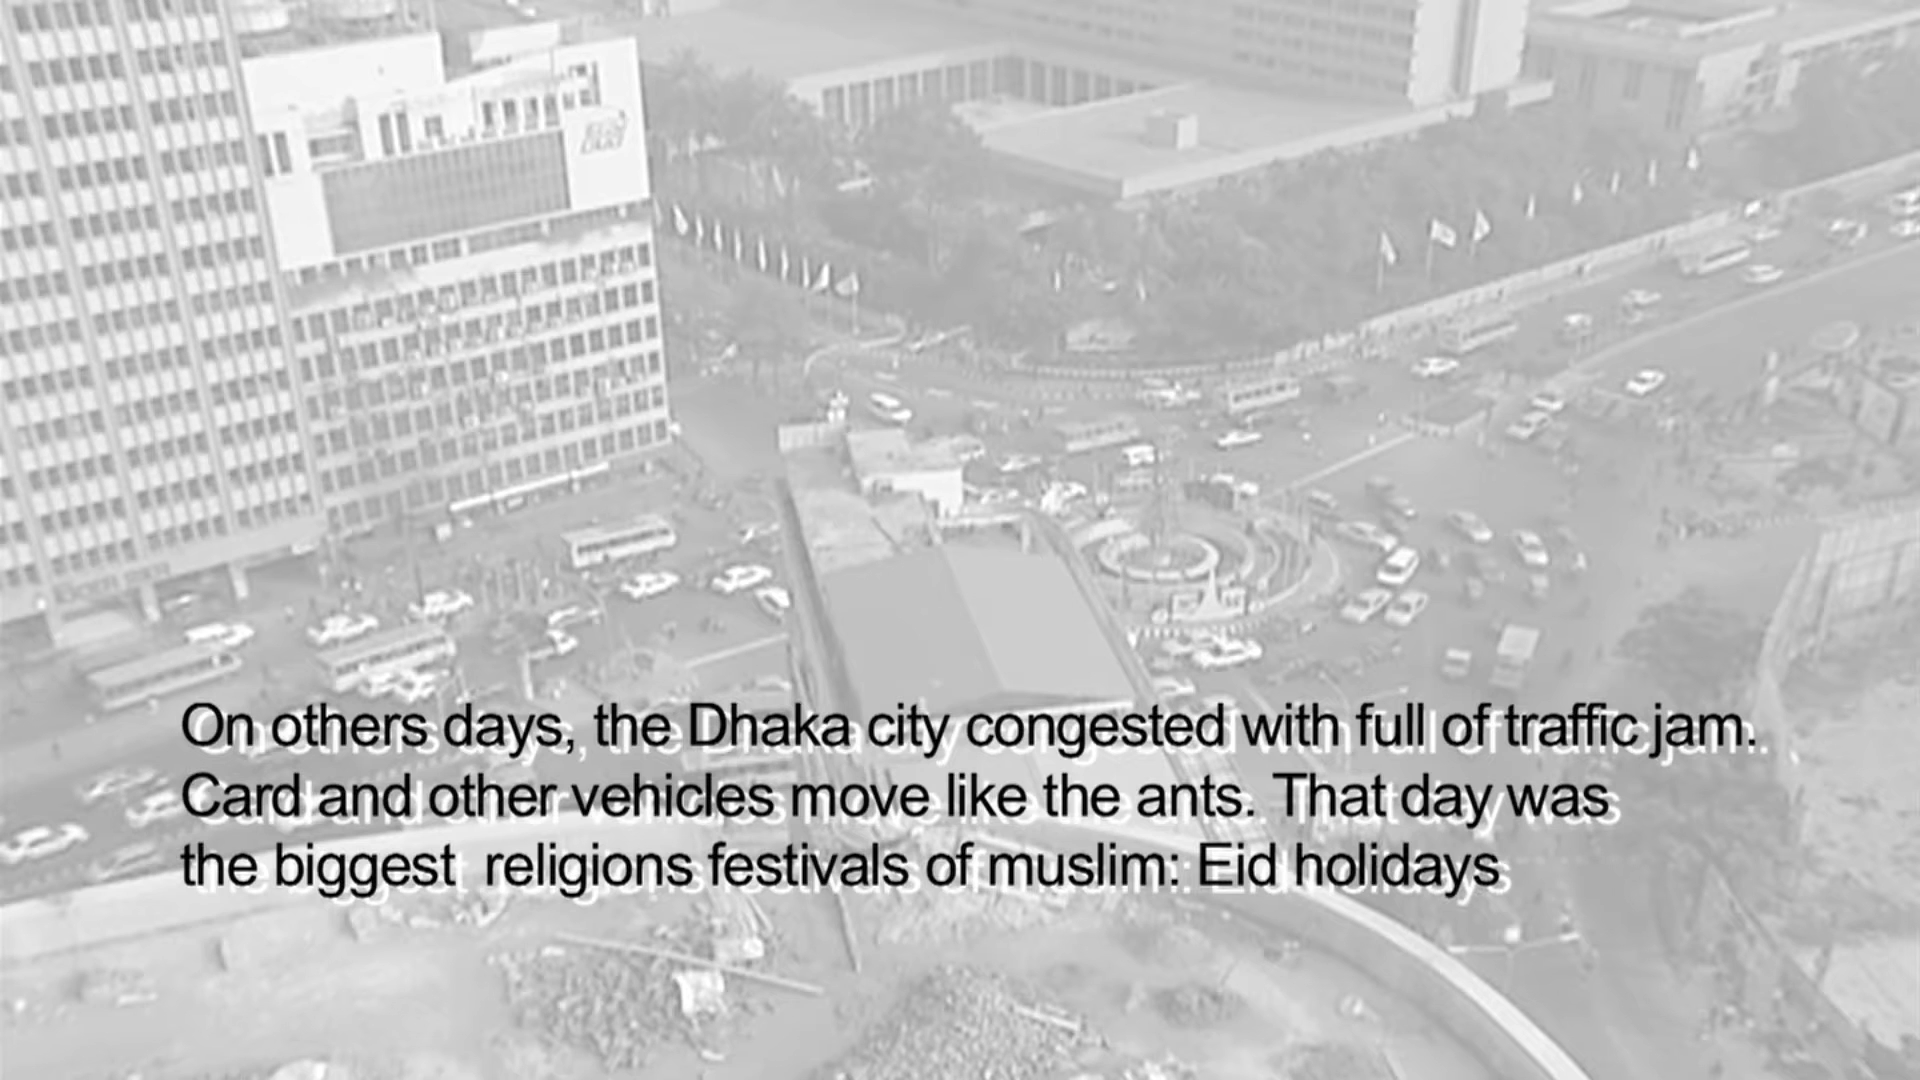 On others days, the Dhaka city congested with full of traffic jam.
Card and other vehicles move like the ants. That day was
the biggest religions festivals of muslim: Eid holidays